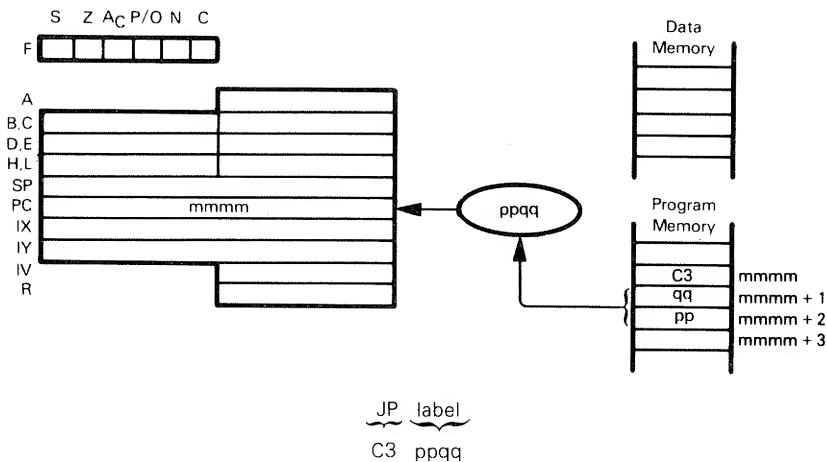 S Z AC P/O N C
F
A
B,C
D,E
H,L
SP
PC mmmm
IX
IY
IV
R
ppqq
Data
Memory
Program
Memory
C3 mmmm
qq mmmm + 1
pp mmmm + 2
mmmm + 3
JP label
C3 ppqq